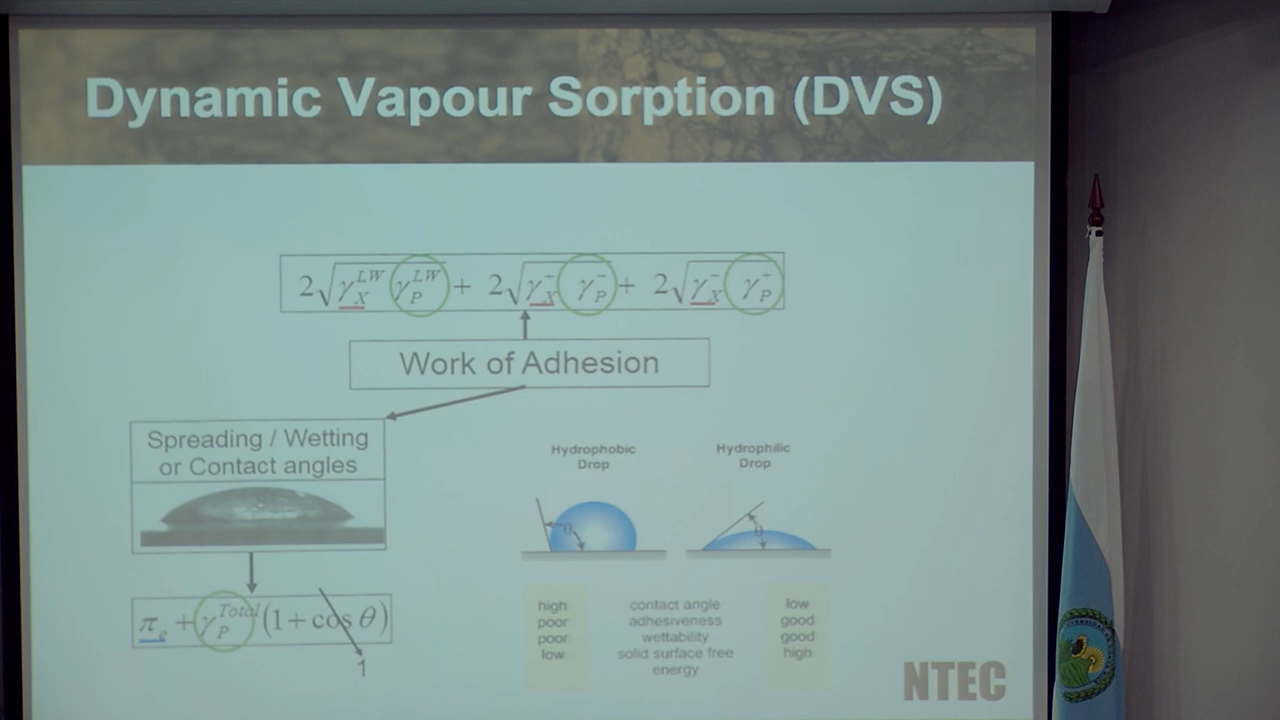 Dynamic Vapour Sorption (DVS)
2√γ_X^LW γ_P^LW + 2√γ_X^+ γ_P^- + 2√γ_X^- γ_P^+
Work of Adhesion
Spreading / Wetting
or Contact angles
Hydrophobic
Drop
Hydrophilic
Drop
θ
θ
π_e + γ_P^Total (1 + cos θ)
1
high contact angle low
poor adhesiveness good
poor wettability good
low solid surface free high
energy
NTEC